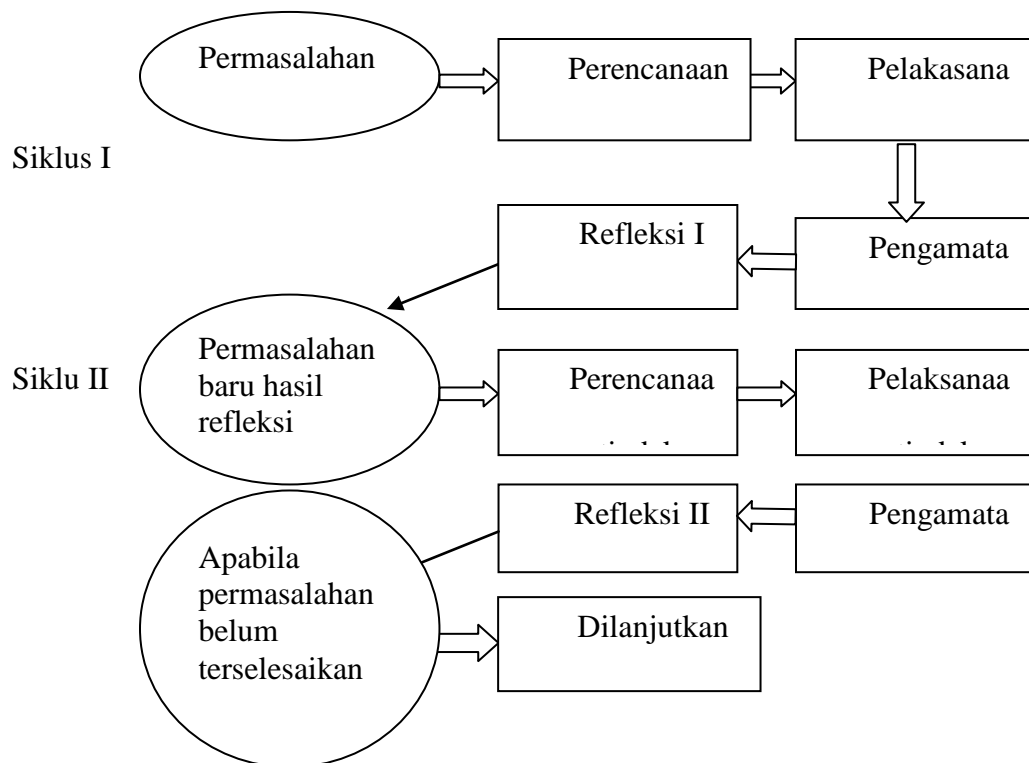 Permasalahan
Perencanaan
Pelakasana
Siklus I
Refleksi I
Pengamata
Permasalahan
baru hasil
refleksi
Siklu II
Perencanaa
Pelaksanaa
Refleksi II
Pengamata
Apabila
permasalahan
belum
terselesaikan
Dilanjutkan